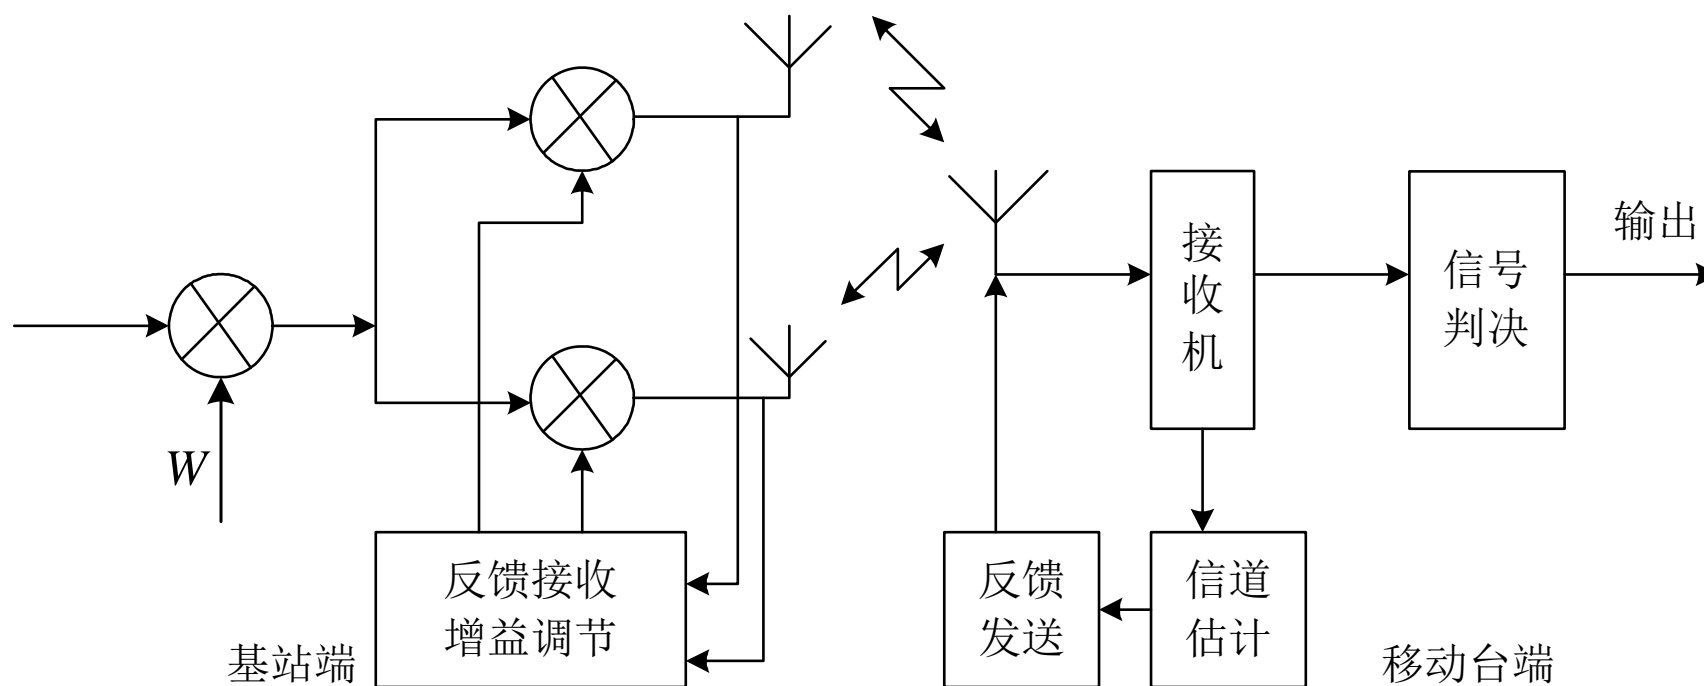 W
反馈接收
增益调节
基站端
接
收
机
信号
判决
输出
反馈
发送
信道
估计
移动台端